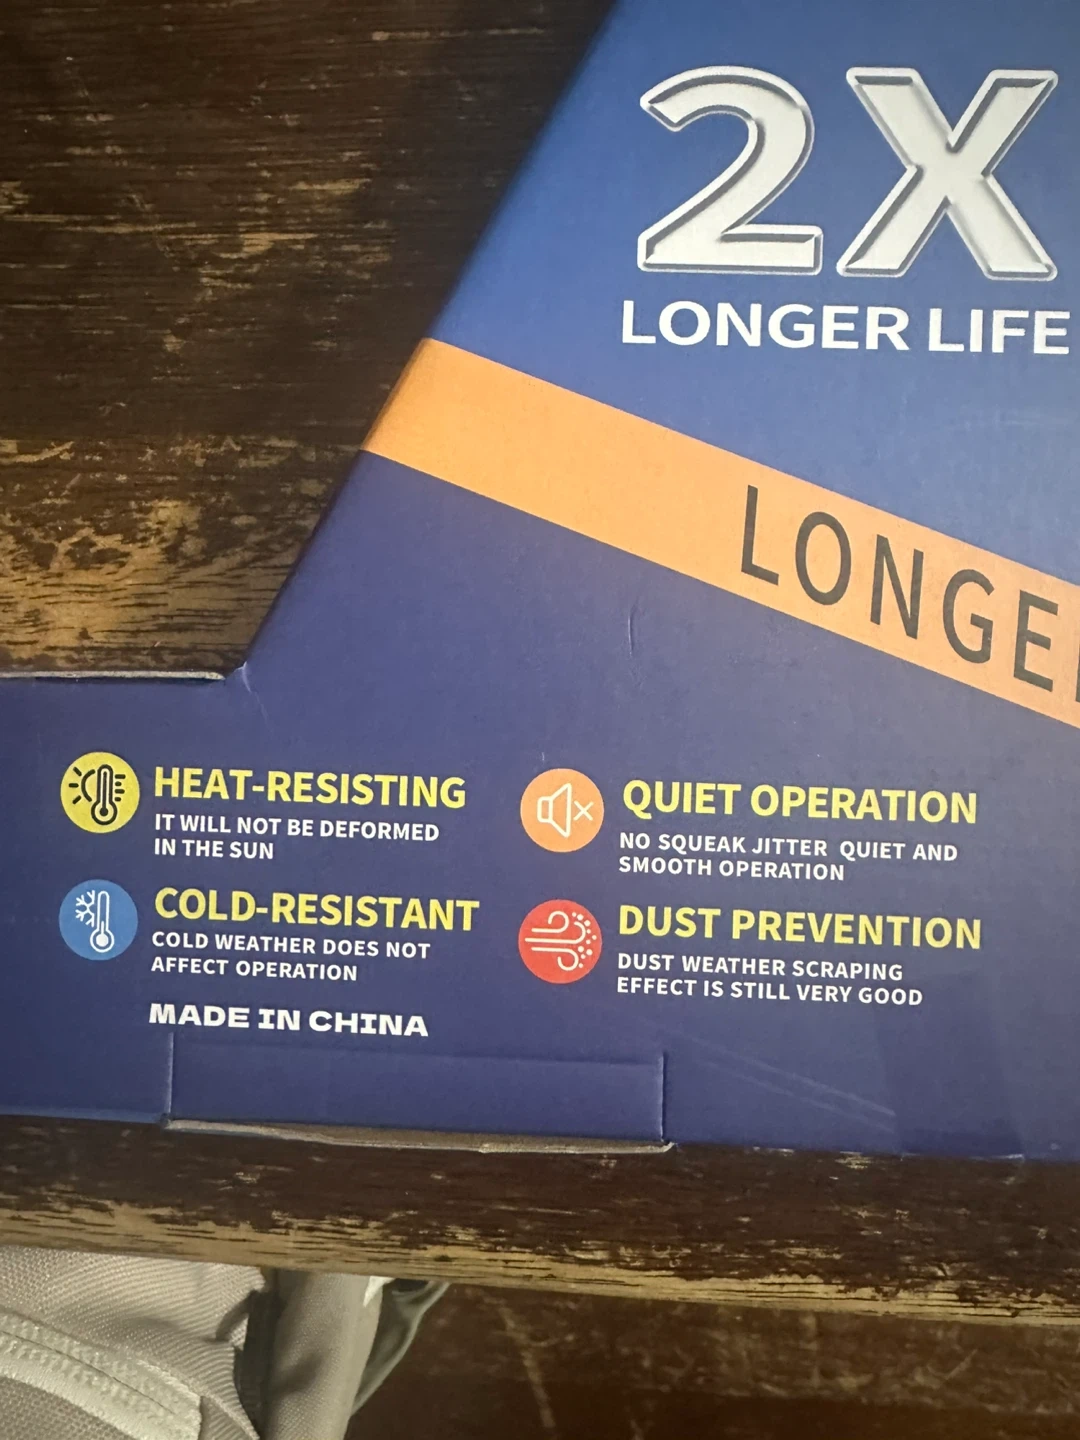 2X
LONGER LIFE
HEAT-RESISTING
IT WILL NOT BE DEFORMED
IN THE SUN
COLD-RESISTANT
COLD WEATHER DOES NOT
AFFECT OPERATION
MADE IN CHINA
QUIET OPERATION
NO SQUEAK JITTER QUIET AND
SMOOTH OPERATION
DUST PREVENTION
DUST WEATHER SCRAPING
EFFECT IS STILL VERY GOOD